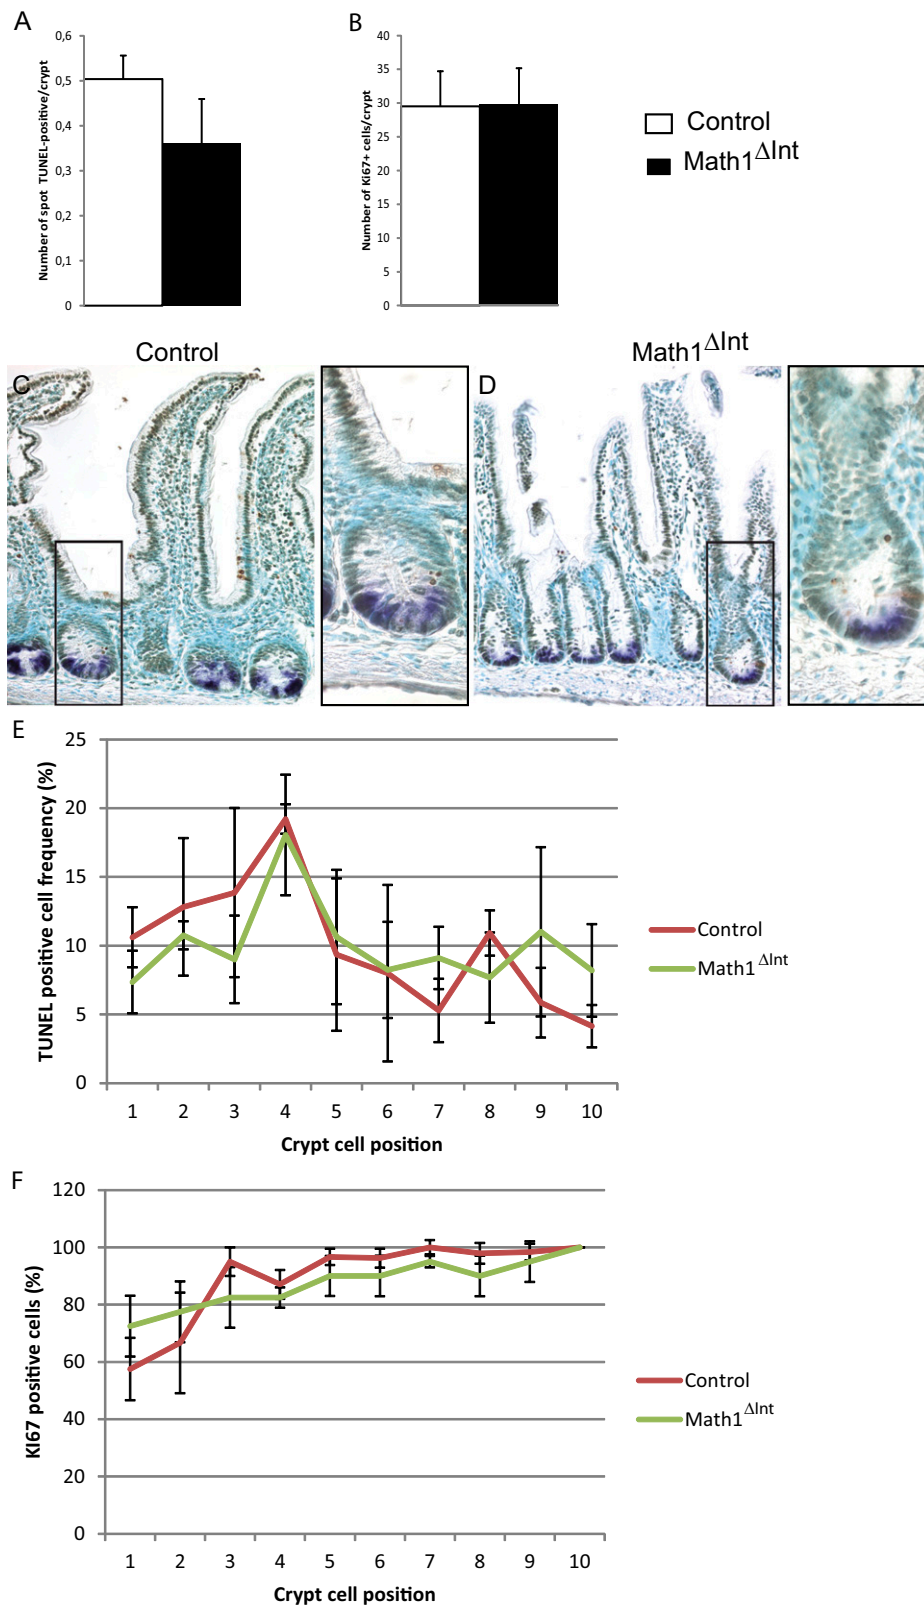 A
Number of spot TUNEL-positive/crypt
0,6
0,5
0,4
0,3
0,2
0,1
0
B
Number of Ki67+ cells/crypt
40
35
30
25
20
15
10
5
0
Control
Math1ΔInt
Control
Math1ΔInt
C
D
E
TUNEL positive cell frequency (%)
25
20
15
10
5
0
1 2 3 4 5 6 7 8 9 10
Crypt cell position
Control
Math1ΔInt
F
KI67 positive cells (%)
120
100
80
60
40
20
0
1 2 3 4 5 6 7 8 9 10
Crypt cell position
Control
Math1ΔInt